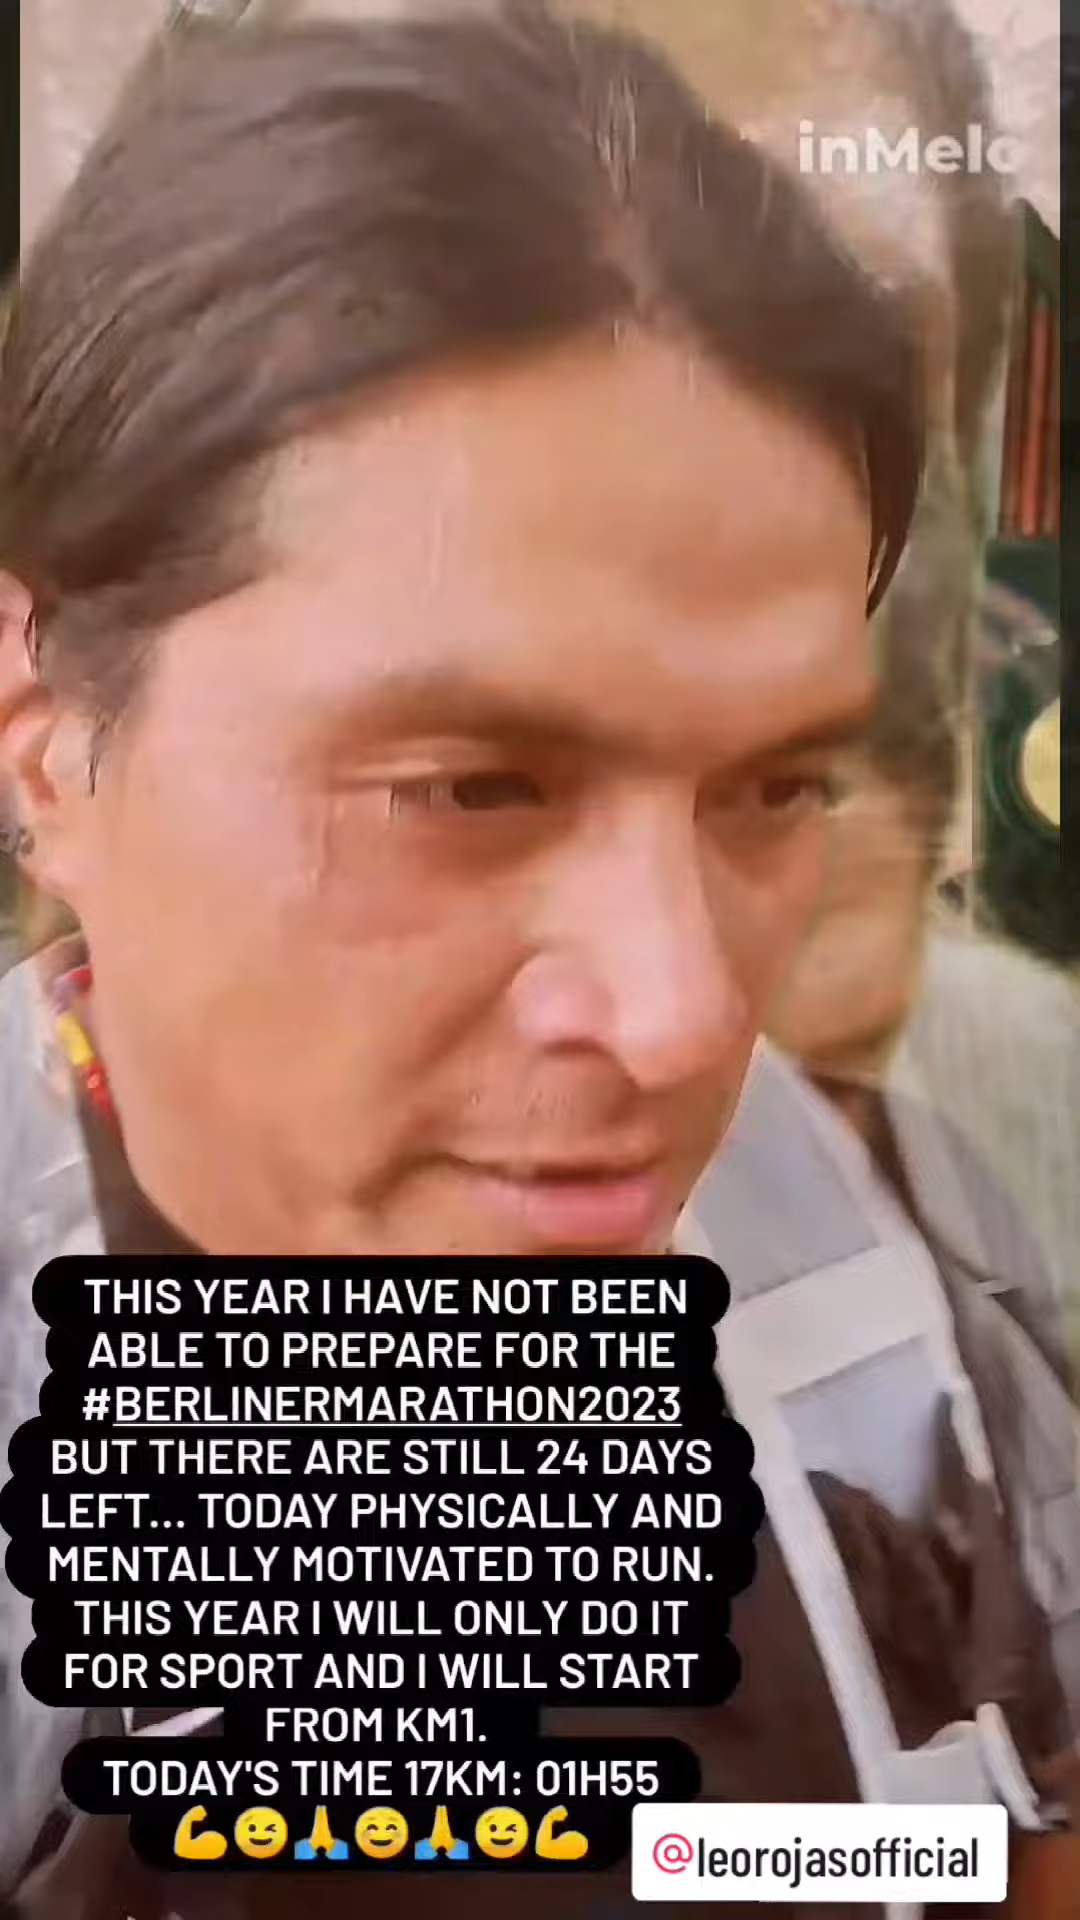 inMelo
THIS YEAR I HAVE NOT BEEN
ABLE TO PREPARE FOR THE
#BERLINERMARATHON2023
BUT THERE ARE STILL 24 DAYS
LEFT... TODAY PHYSICALLY AND
MENTALLY MOTIVATED TO RUN.
THIS YEAR I WILL ONLY DO IT
FOR SPORT AND I WILL START
FROM KM1.
TODAY'S TIME 17KM: 01H55
💪😉🙏☺️🙏😉💪
@leorojasofficial